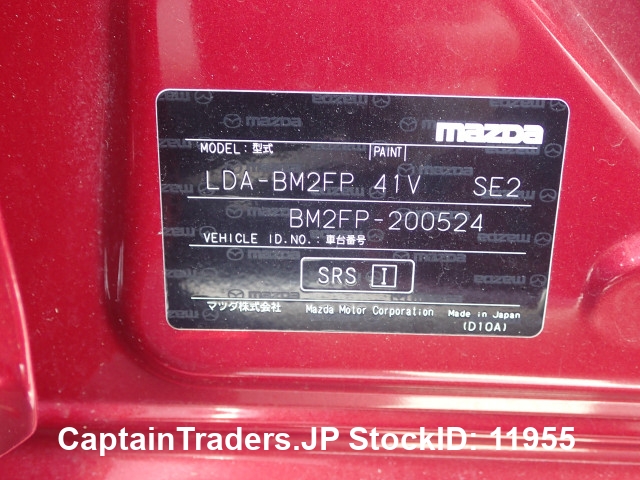 mazda
MODEL : 型式 PAINT
LDA-BM2FP 41V SE2
BM2FP-200524
VEHICLE ID.NO. : 車台番号
SRS I
マツダ株式会社 Mazda Motor Corporation Made in Japan
(D10A)
CaptainTraders.JP StockID: 11955